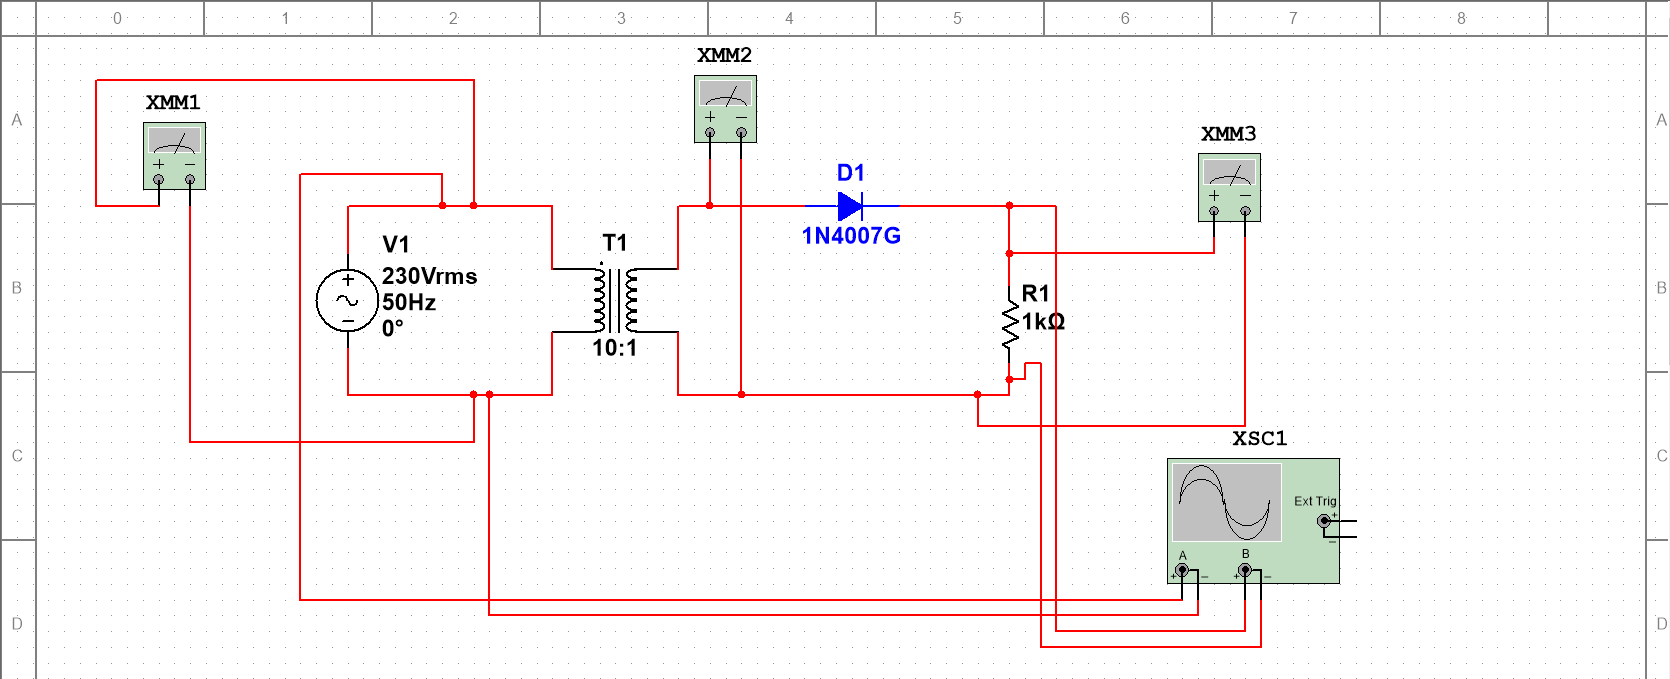 0 1 2 3 4 5 6 7 8
XMM2
XMM1
A
A
+ −
XMM3
+ −
D1
+ −
1N4007G
V1
T1
230Vrms
+
50Hz
B
B
R1
1kΩ
0°
−
10:1
XSC1
C
C
Ext Trig
+
−
A
B
+ −
+ −
D
D